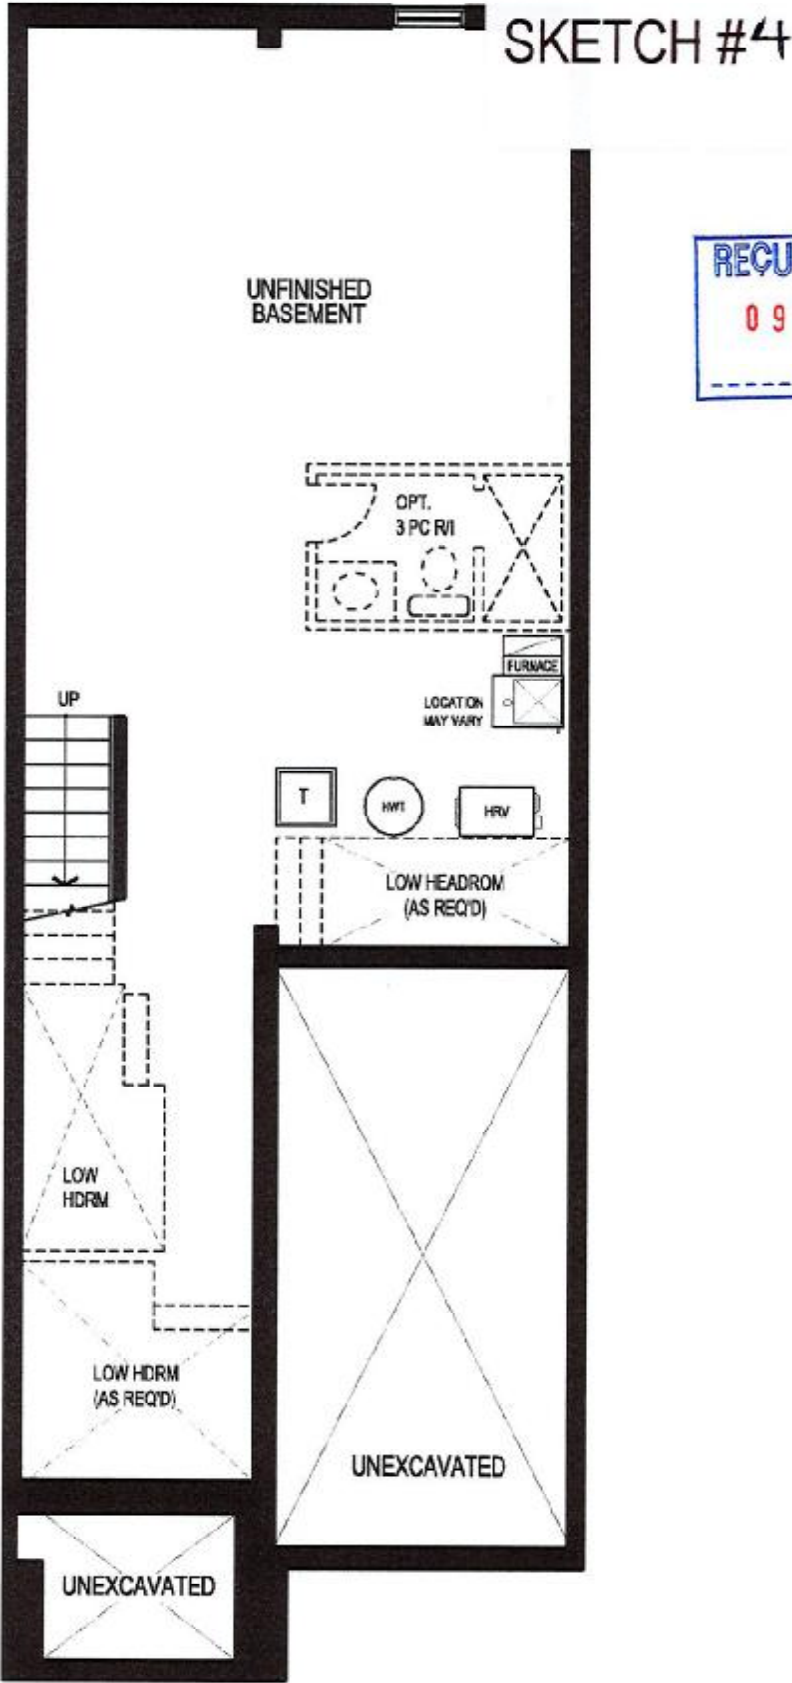 SKETCH #4
REÇU
0 9
UNFINISHED
BASEMENT
OPT.
3 PC R/I
FURNACE
LOCATION
MAY VARY
UP
T
HWT
HRV
LOW HEADROM
(AS REQ'D)
LOW
HDRM
LOW HDRM
(AS REQ'D)
UNEXCAVATED
UNEXCAVATED